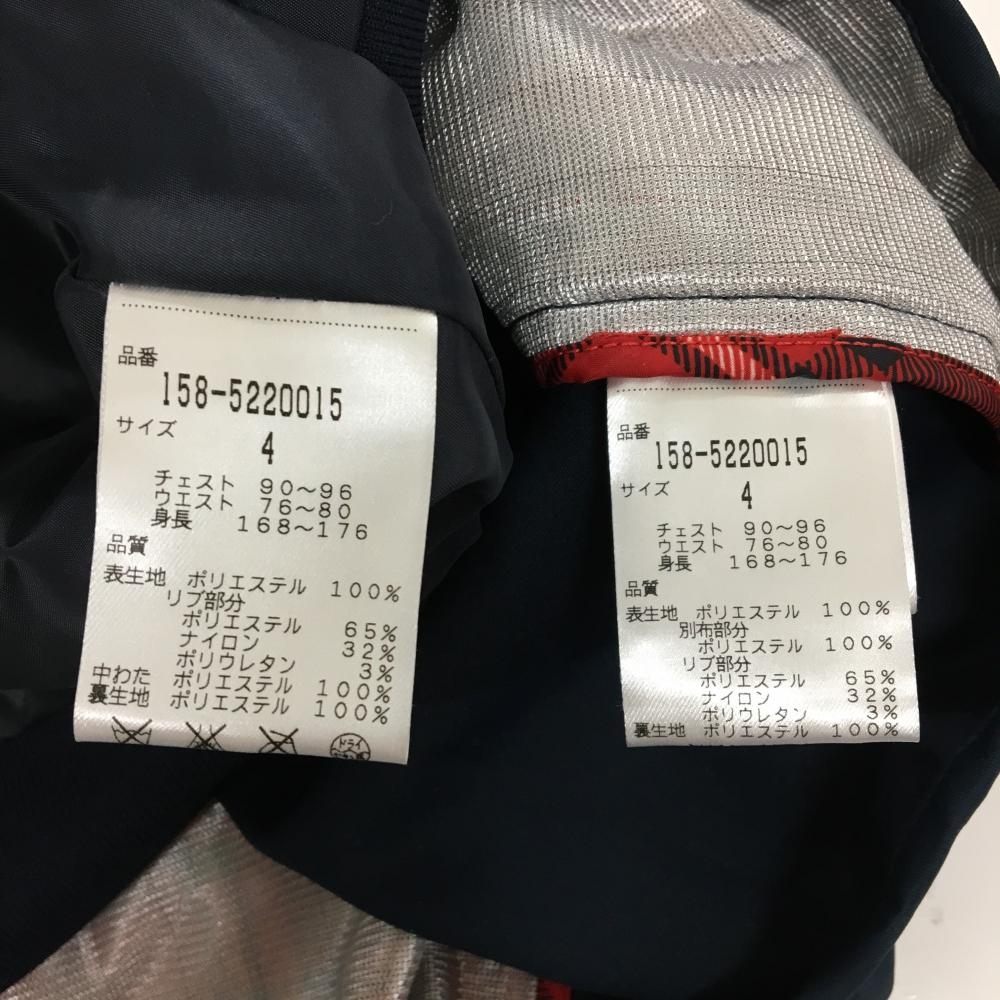 品番
158-5220015
サイズ
4
チェスト 90～96
ウエスト 76～80
身長 168～176
品質
表生地 ポリエステル 100%
リブ部分
ポリエステル 65%
ナイロン 32%
ポリウレタン 3%
中わた ポリエステル 100%
裏生地 ポリエステル 100%
ドライ
品番
158-5220015
サイズ
4
チェスト 90～96
ウエスト 76～80
身長 168～176
品質
表生地 ポリエステル 100%
別布部分
ポリエステル 100%
リブ部分
ポリエステル 65%
ナイロン 32%
ポリウレタン 3%
裏生地 ポリエステル 100%